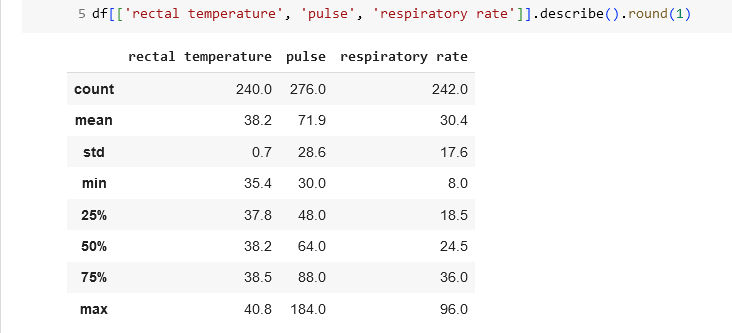 5 df[['rectal temperature', 'pulse', 'respiratory rate']].describe().round(1)
rectal temperature pulse respiratory rate
count 240.0 276.0 242.0
mean 38.2 71.9 30.4
std 0.7 28.6 17.6
min 35.4 30.0 8.0
25% 37.8 48.0 18.5
50% 38.2 64.0 24.5
75% 38.5 88.0 36.0
max 40.8 184.0 96.0